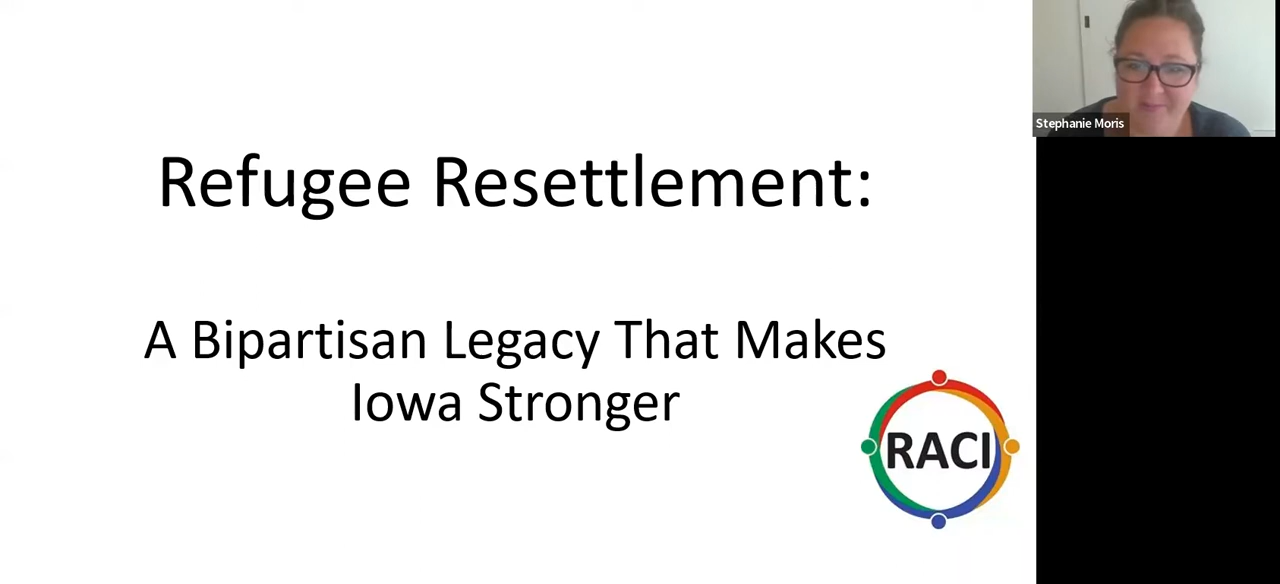 Stephanie Moris
Refugee Resettlement:
A Bipartisan Legacy That Makes
Iowa Stronger
RACI